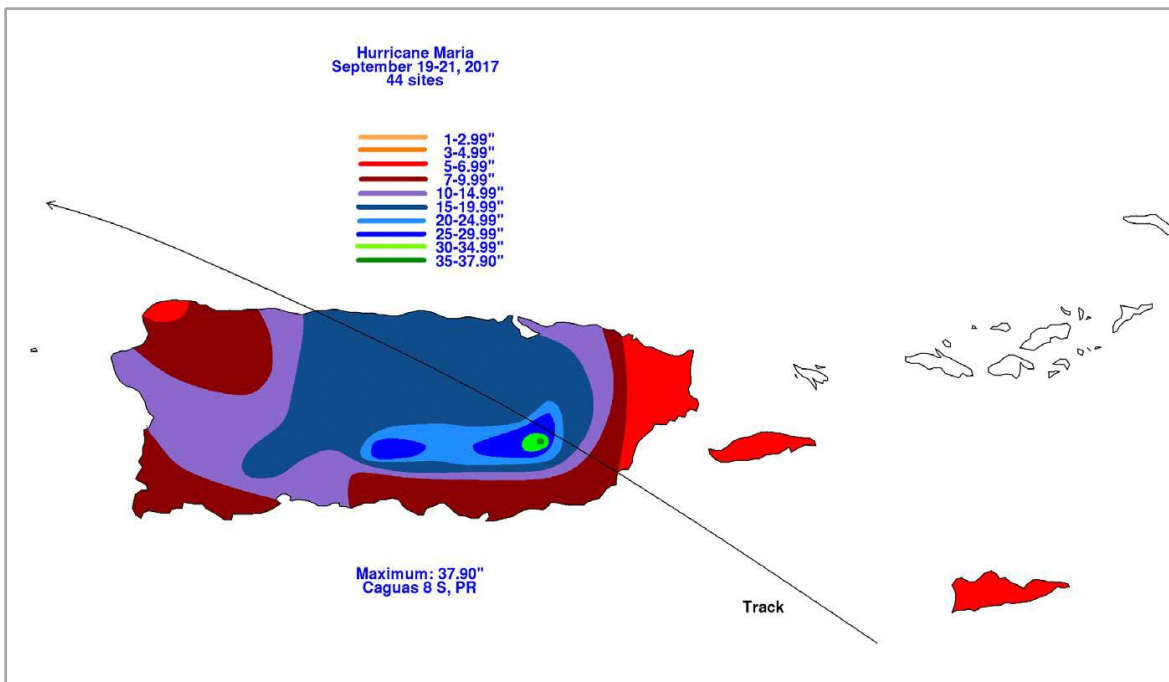 Hurricane Maria
September 19-21, 2017
44 sites
1-2.99"
3-4.99"
5-6.99"
7-9.99"
10-14.99"
15-19.99"
20-24.99"
25-29.99"
30-34.99"
35-37.90"
Maximum: 37.90"
Caguas 8 S, PR
Track